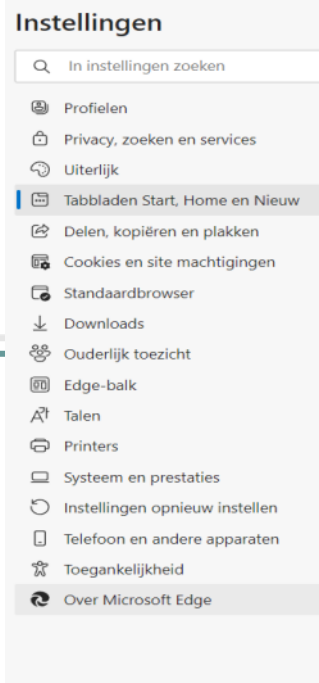 Instellingen
In instellingen zoeken
Profielen
Privacy, zoeken en services
Uiterlijk
Tabbladen Start, Home en Nieuw
Delen, kopiëren en plakken
Cookies en site machtigingen
Standaardbrowser
Downloads
Ouderlijk toezicht
Edge-balk
Talen
Printers
Systeem en prestaties
Instellingen opnieuw instellen
Telefoon en andere apparaten
Toegankelijkheid
Over Microsoft Edge